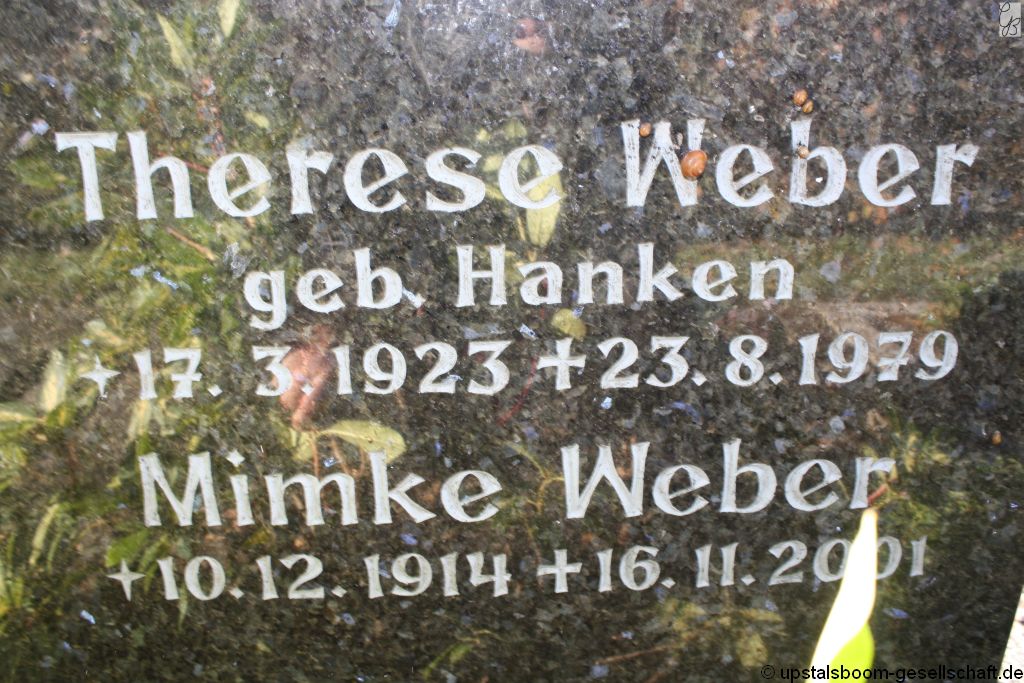 Therese Weber
geb. Hanken
+17. 3. 1923 +23. 8. 1979
Mimke Weber
+10. 12. 1914 +16. 11. 2001
© upstalsboom-gesellschaft.de